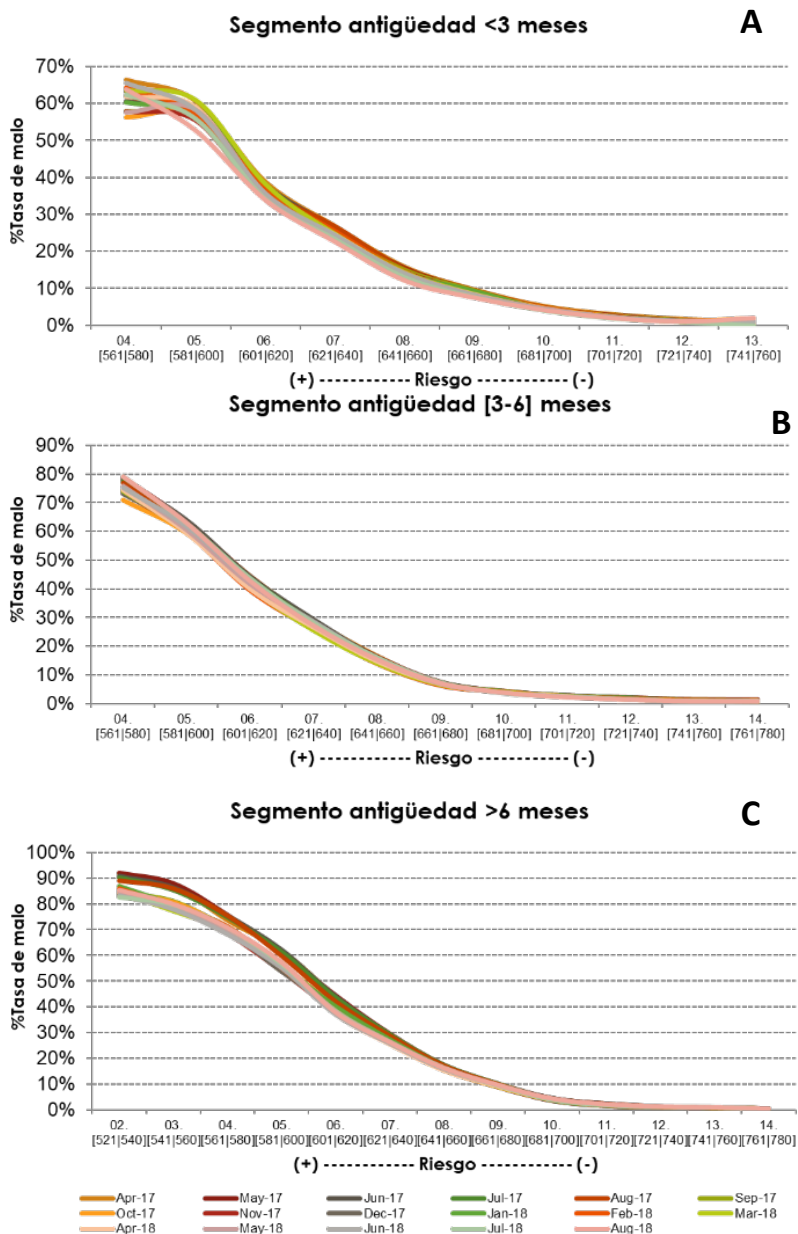 Segmento antigüedad <3 meses
A
%Tasa de malo
70%
60%
50%
40%
30%
20%
10%
0%
04. 05. 06. 07. 08. 09. 10. 11. 12. 13.
[561|580] [581|600] [601|620] [621|640] [641|660] [661|680] [681|700] [701|720] [721|740] [741|760]
(+) ----------- Riesgo ----------- (-)
Segmento antigüedad [3-6] meses
B
%Tasa de malo
90%
80%
70%
60%
50%
40%
30%
20%
10%
0%
04. 05. 06. 07. 08. 09. 10. 11. 12. 13. 14.
[561|580] [581|600] [601|620] [621|640] [641|660] [661|680] [681|700] [701|720] [721|740] [741|760] [761|780]
(+) ----------- Riesgo ----------- (-)
Segmento antigüedad >6 meses
C
%Tasa de malo
100%
90%
80%
70%
60%
50%
40%
30%
20%
10%
0%
02. 03. 04. 05. 06. 07. 08. 09. 10. 11. 12. 13. 14.
[521|540] [541|560] [561|580] [581|600] [601|620] [621|640] [641|660] [661|680] [681|700] [701|720] [721|740] [741|760] [761|780]
(+) ----------- Riesgo ----------- (-)
Apr-17 May-17 Jun-17 Jul-17 Aug-17 Sep-17
Oct-17 Nov-17 Dec-17 Jan-18 Feb-18 Mar-18
Apr-18 May-18 Jun-18 Jul-18 Aug-18